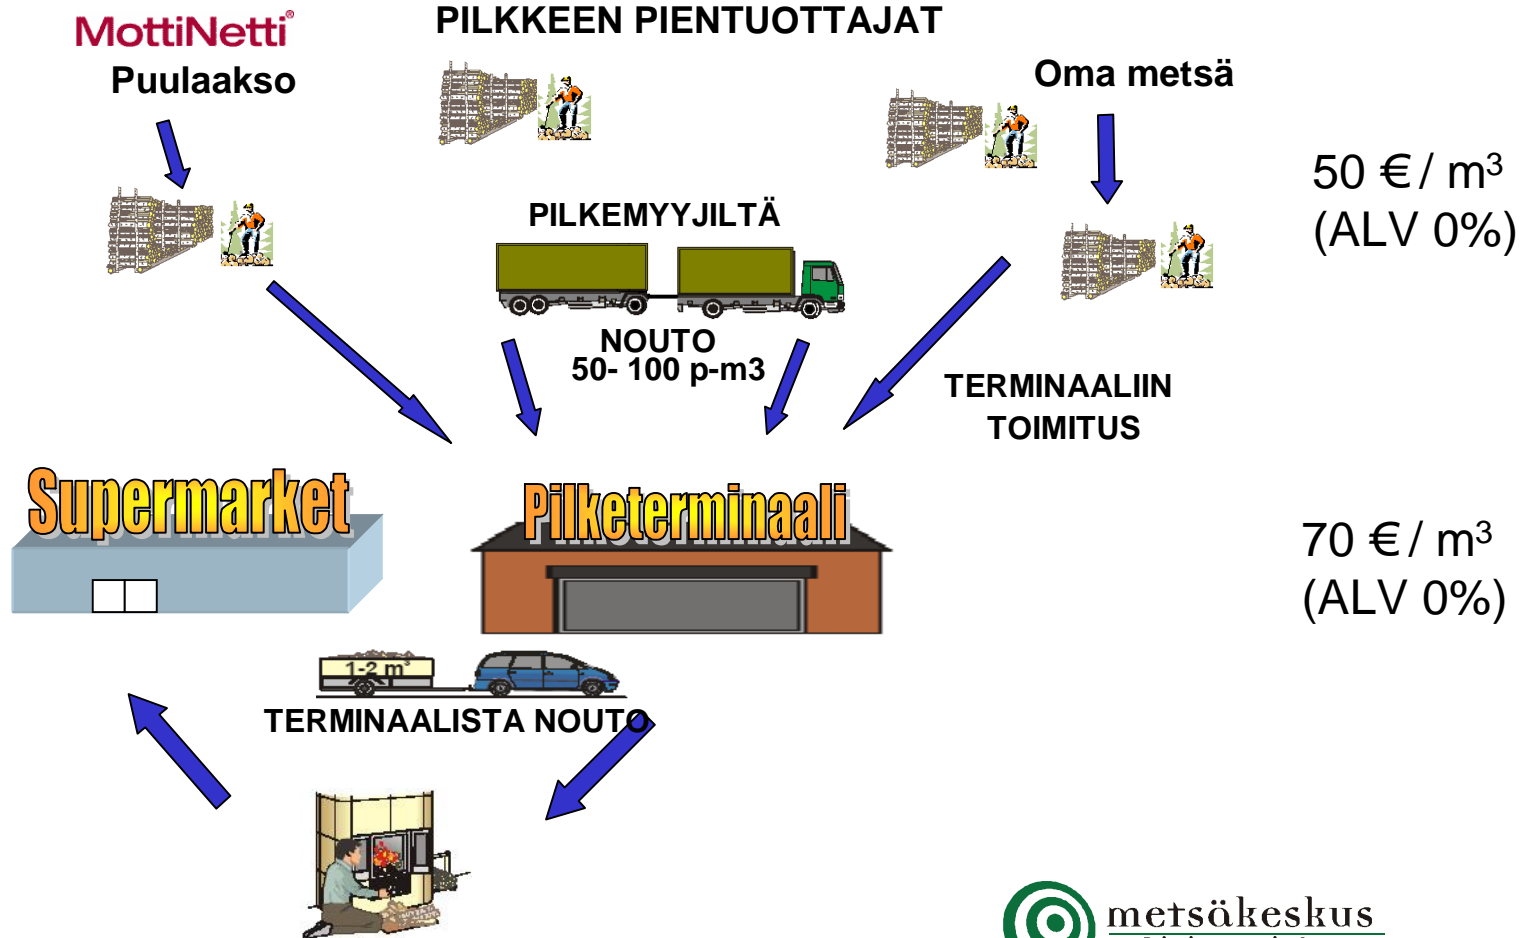 MottiNetti®
Puulaakso
PILKKEEN PIENTUOTTAJAT
Oma metsä
50 € / m³
(ALV 0%)
PILKEMYYJILTÄ
NOUTO
50- 100 p-m3
TERMINAALIIN
TOIMITUS
Supermarket
Pilketerminaali
70 € / m³
(ALV 0%)
1-2 m³
TERMINAALISTA NOUTO
metsäkeskus